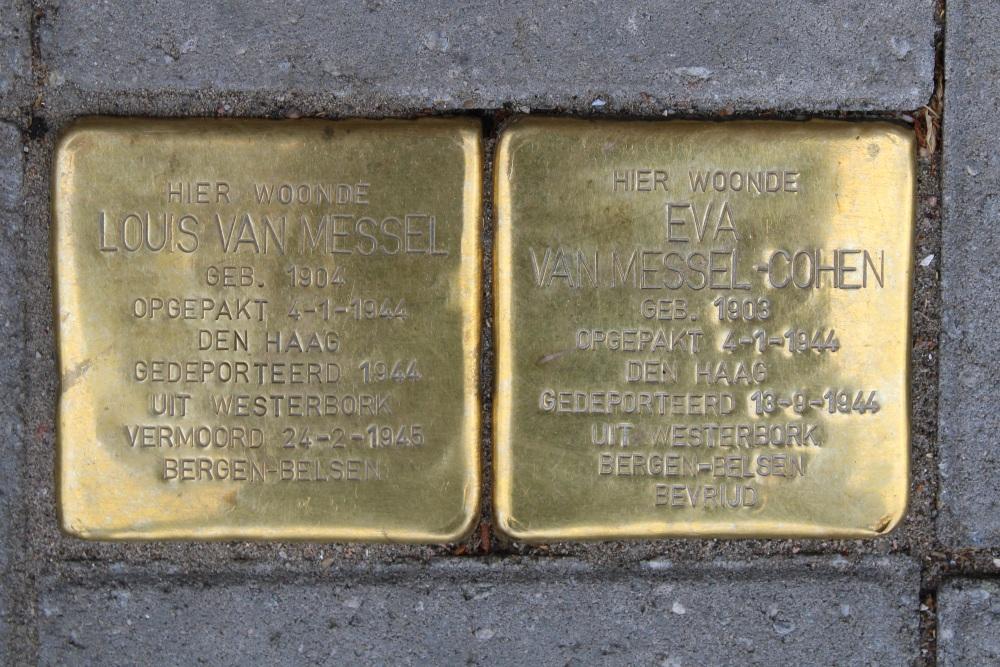 HIER WOONDE
LOUIS VAN MESSEL
GEB. 1904
OPGEPAKT 4-1-1944
DEN HAAG
GEDEPORTEERD 1944
UIT WESTERBORK
VERMOORD 24-2-1945
BERGEN-BELSEN
HIER WOONDE
EVA
VAN MESSEL-COHEN
GEB. 1903
OPGEPAKT 4-1-1944
DEN HAAG
GEDEPORTEERD 13-9-1944
UIT WESTERBORK
BERGEN-BELSEN
BEVRIJD